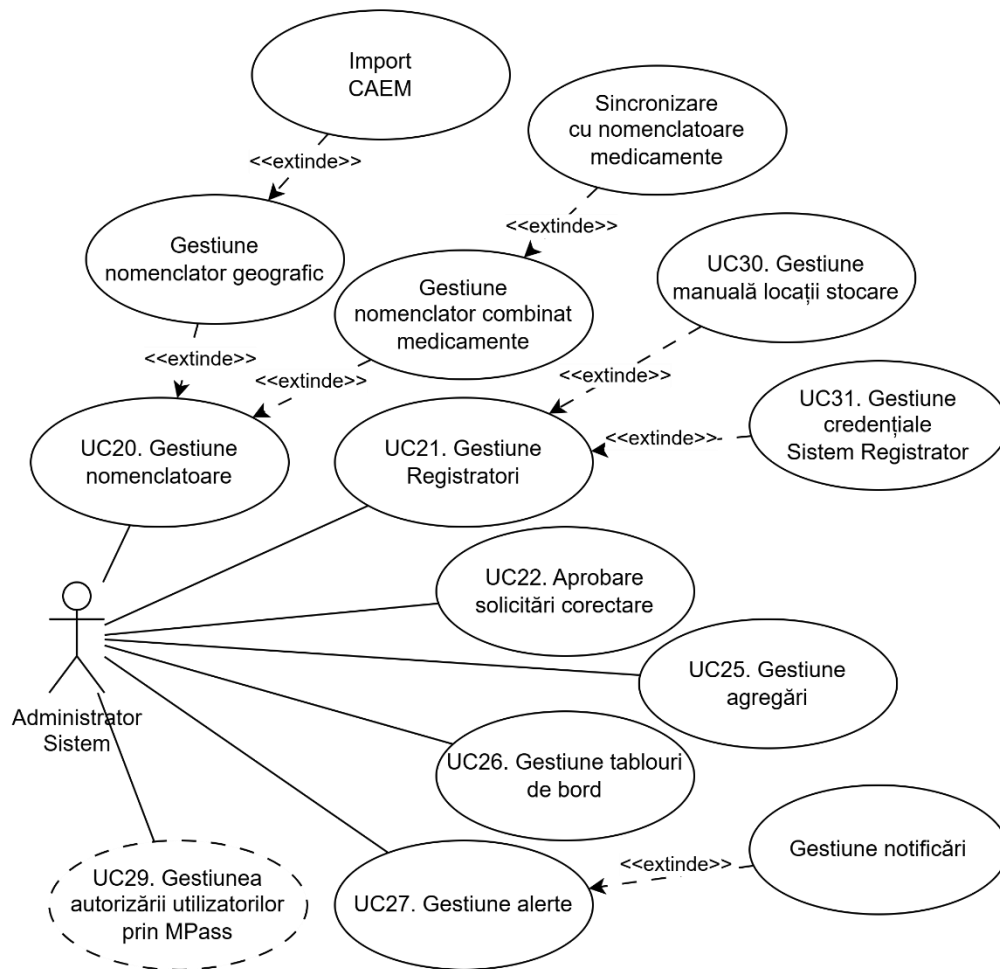 Import
CAEM
Sincronizare
cu nomenclatoare
medicamente
<<extinde>>
<<extinde>>
Gestiune
nomenclator geografic
Gestiune
nomenclator combinat
medicamente
UC30. Gestiune
manuală locații stocare
<<extinde>>
<<extinde>>
<<extinde>>
UC20. Gestiune
nomenclatoare
UC21. Gestiune
Registratori
<<extinde>>
UC31. Gestiune
credențiale
Sistem Registrator
UC22. Aprobare
solicitări corectare
UC25. Gestiune
agregări
Administrator
Sistem
UC26. Gestiune tablouri
de bord
UC29. Gestiunea
autorizării utilizatorilor
prin MPass
UC27. Gestiune alerte
<<extinde>>
Gestiune notificări